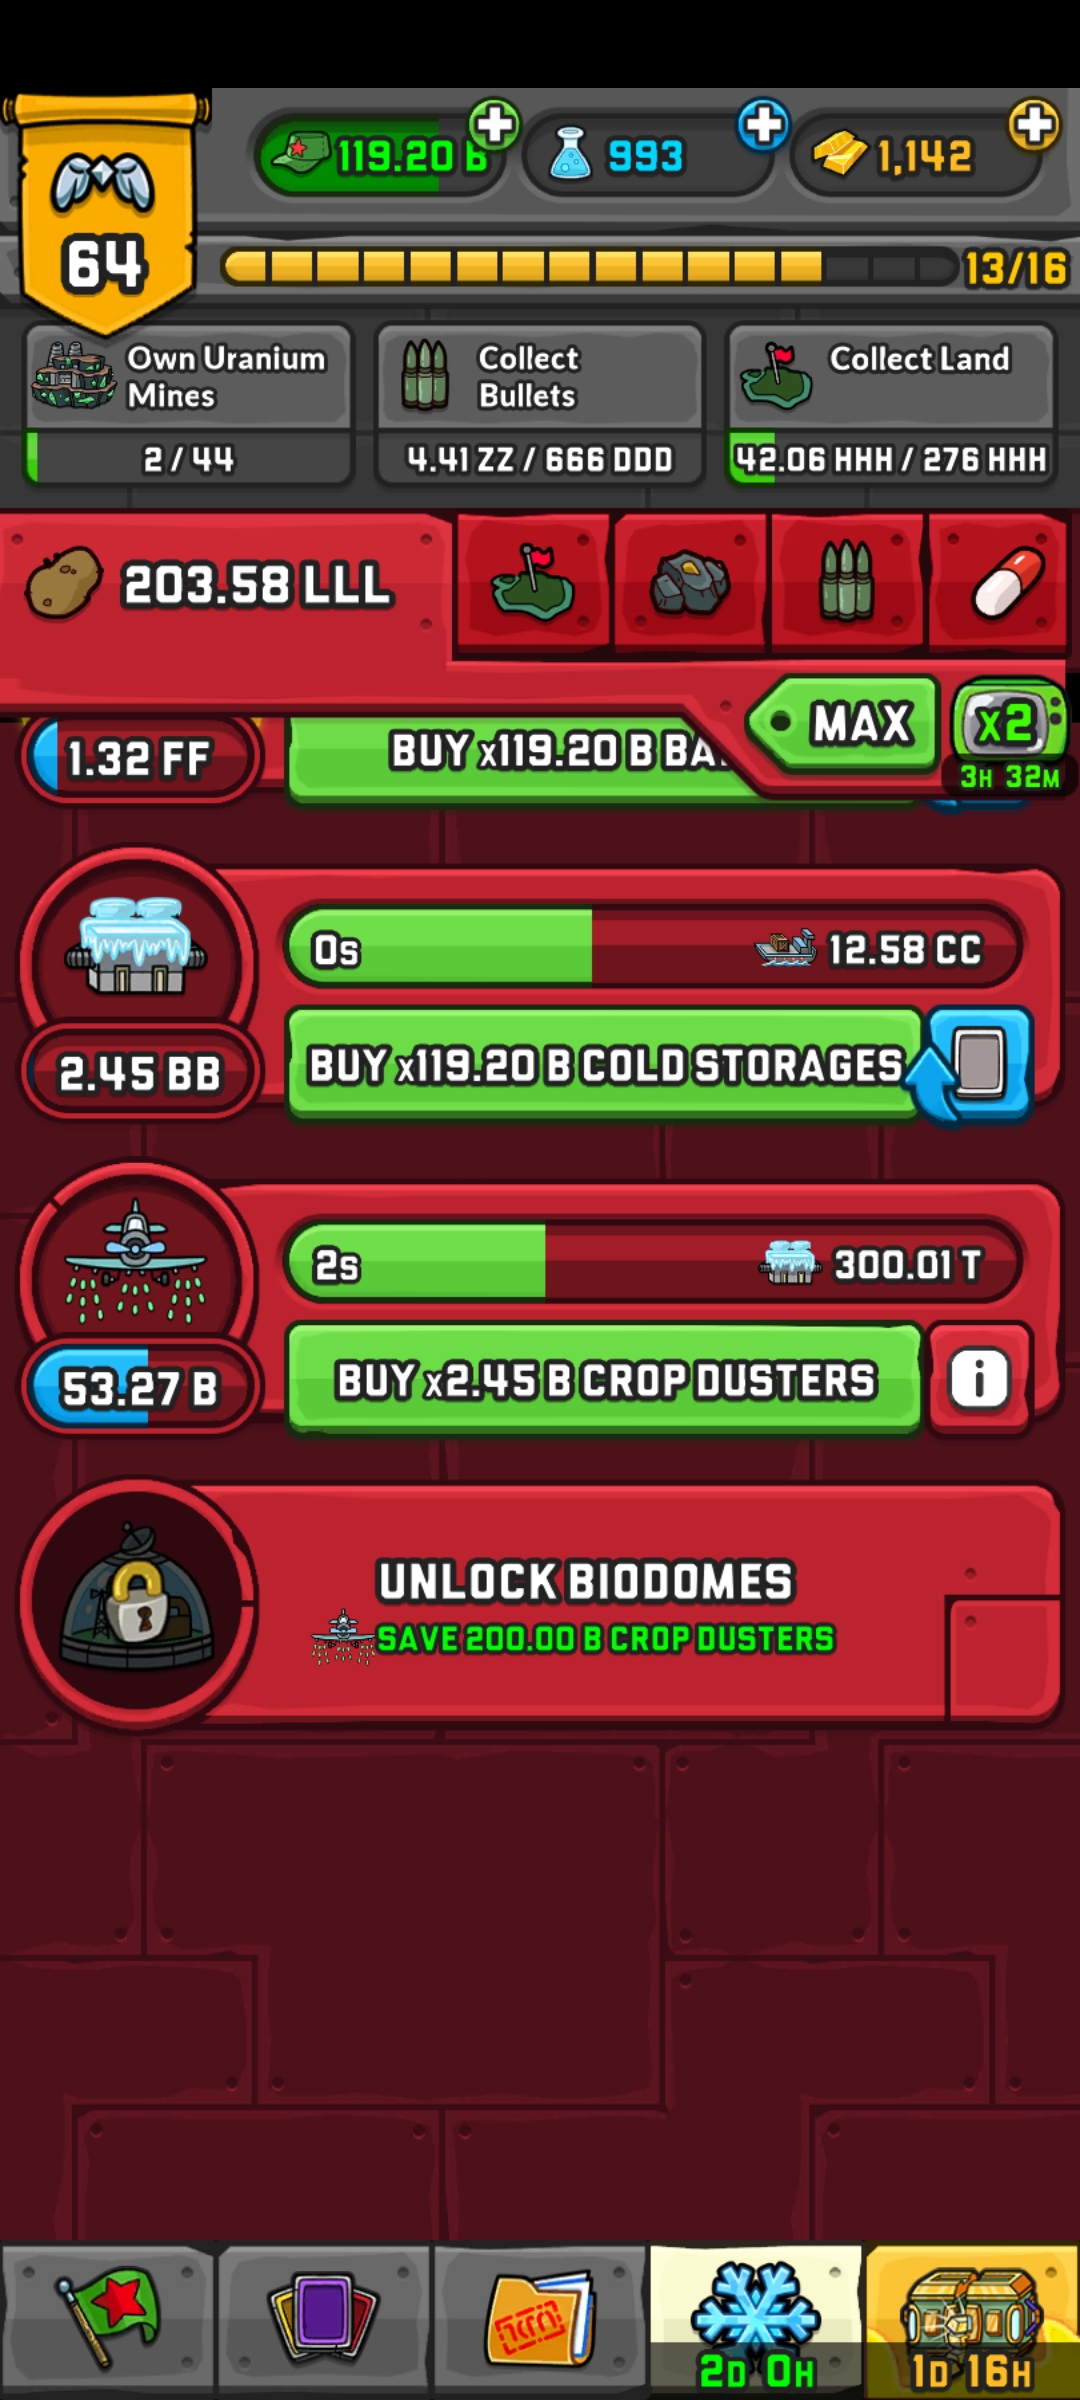 119.20 B
993
1,142
64
13/16
Own Uranium
Mines
2 / 44
Collect
Bullets
4.41 ZZ / 666 DDD
Collect Land
42.06 HHH / 276 HHH
203.58 LLL
MAX
X2
3H 32M
1.32 FF
BUY x119.20 B BA
0s
12.58 CC
2.45 BB
BUY x119.20 B COLD STORAGES
2s
300.01 T
53.27 B
BUY x2.45 B CROP DUSTERS
i
UNLOCK BIODOMES
SAVE 200.00 B CROP DUSTERS
2D 0H
1D 16H